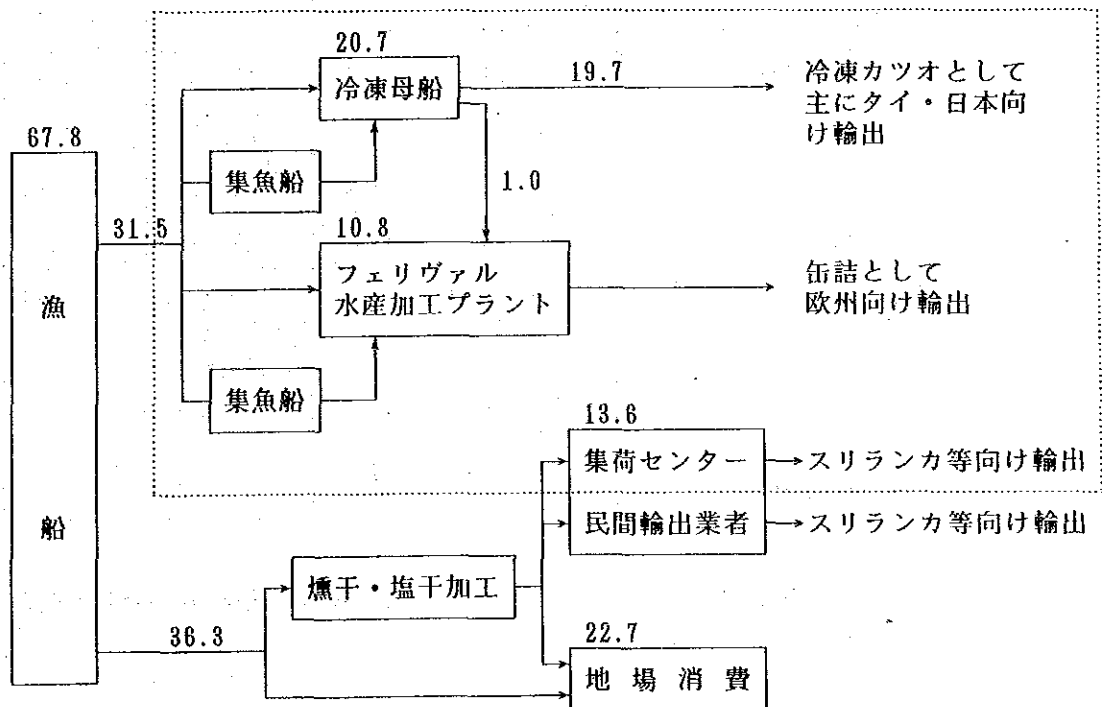 67.8
漁
船
31.5
20.7
冷凍母船
19.7
冷凍カツオとして
主にタイ・日本向
け輸出
集魚船
1.0
10.8
フェリヴァル
水産加工プラント
缶詰として
欧州向け輸出
集魚船
13.6
集荷センター
スリランカ等向け輸出
民間輸出業者
スリランカ等向け輸出
燻干・塩干加工
36.3
22.7
地場消費